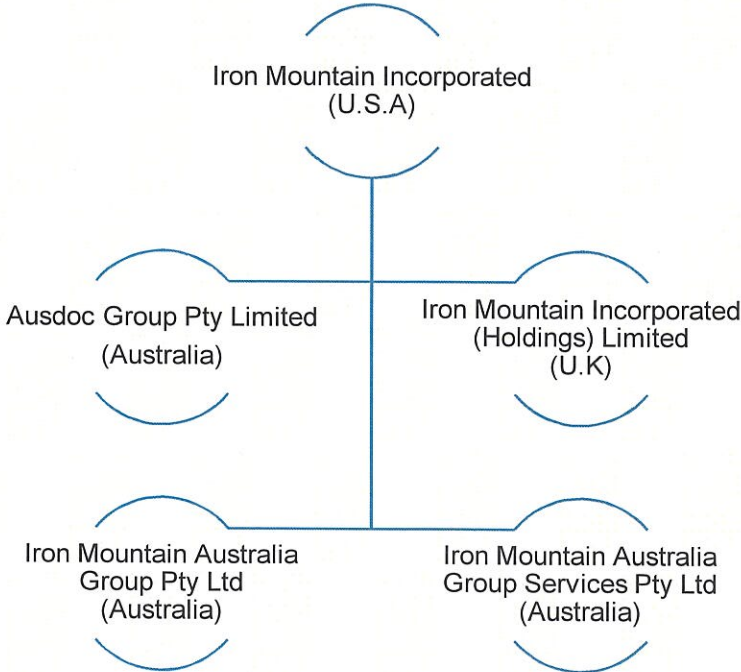 Iron Mountain Incorporated
(U.S.A)
Ausdoc Group Pty Limited
(Australia)
Iron Mountain Incorporated
(Holdings) Limited
(U.K)
Iron Mountain Australia
Group Pty Ltd
(Australia)
Iron Mountain Australia
Group Services Pty Ltd
(Australia)